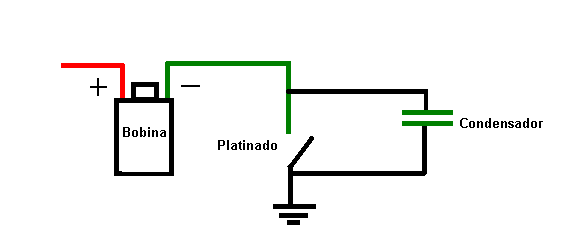 + —
Bobina
Platinado
Condensador